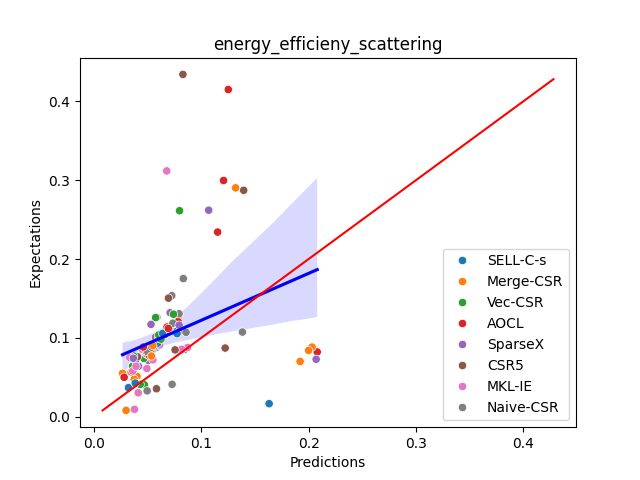 energy_efficieny_scattering
Expectations
0.4
0.3
0.2
0.1
0.0
0.0 0.1 0.2 0.3 0.4
Predictions
SELL-C-s
Merge-CSR
Vec-CSR
AOCL
SparseX
CSR5
MKL-IE
Naive-CSR